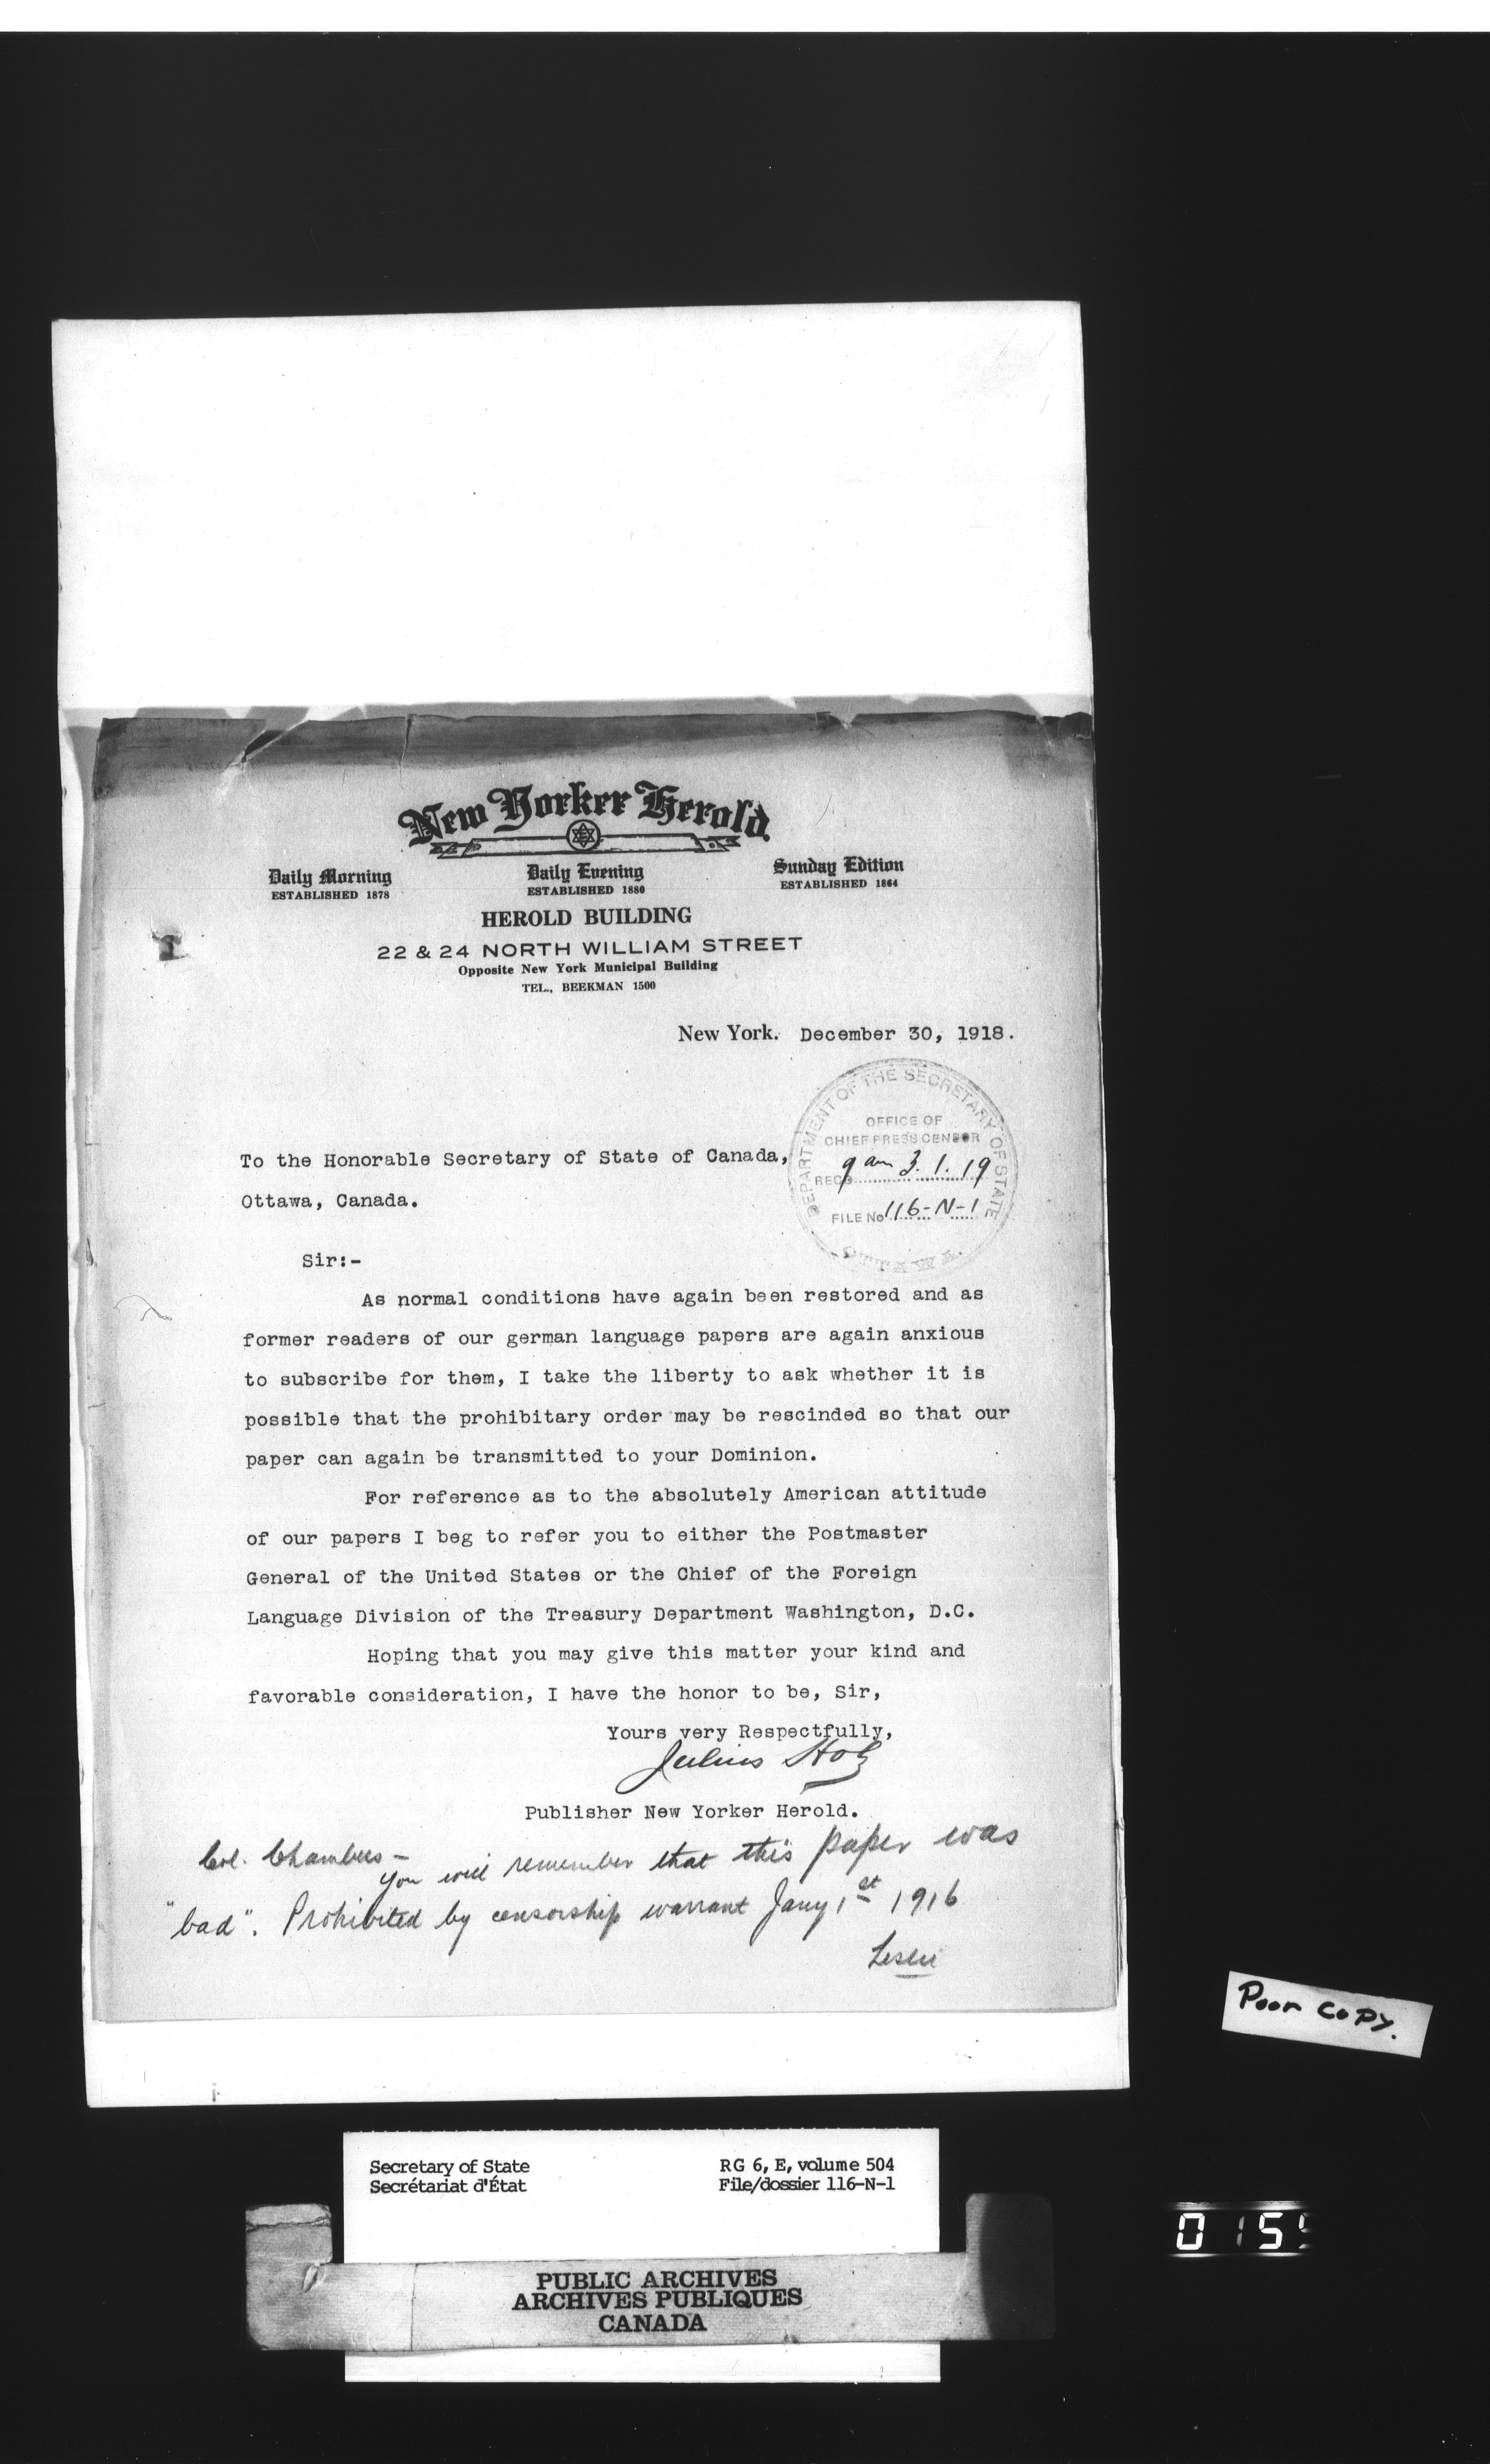 New Yorker Herold.
Daily Morning
ESTABLISHED 1878
Daily Evening
ESTABLISHED 1880
Sunday Edition
ESTABLISHED 1864
HEROLD BUILDING
22 & 24 NORTH WILLIAM STREET
Opposite New York Municipal Building
TEL., BEEKMAN 1500
New York. December 30, 1918.
DEPARTMENT OF THE SECRETARY OF STATE
OFFICE OF
CHIEF PRESS CENSOR
RECD 9 am 3.1.19
FILE No 116-N-1
OTTAWA.
To the Honorable Secretary of State of Canada,
Ottawa, Canada.
Sir:-
As normal conditions have again been restored and as
former readers of our german language papers are again anxious
to subscribe for them, I take the liberty to ask whether it is
possible that the prohibitary order may be rescinded so that our
paper can again be transmitted to your Dominion.
For reference as to the absolutely American attitude
of our papers I beg to refer you to either the Postmaster
General of the United States or the Chief of the Foreign
Language Division of the Treasury Department Washington, D.C.
Hoping that you may give this matter your kind and
favorable consideration, I have the honor to be, Sir,
Yours very Respectfully,
Julius Holz
Publisher New Yorker Herold.
Col. Chambers -
You will remember that this paper was
"bad". Prohibited by censorship warrant Jany 1st 1916
Leslie
Poor Copy.
Secretary of State
Secrétariat d'État
RG 6, E, volume 504
File/dossier 116-N-1
PUBLIC ARCHIVES
ARCHIVES PUBLIQUES
CANADA